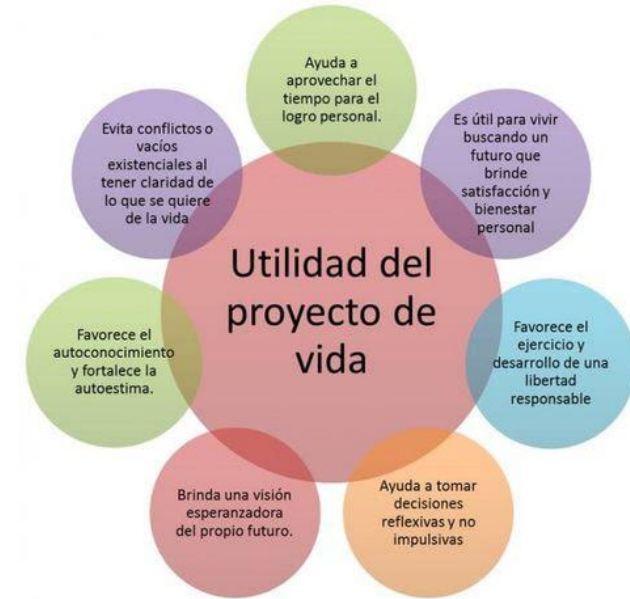 Ayuda a
aprovechar el
tiempo para el
logro personal.
Es útil para vivir
buscando un
futuro que
brinde
satisfacción y
bienestar
personal
Favorece el
ejercicio y
desarrollo de una
libertad
responsable
Ayuda a tomar
decisiones
reflexivas y no
impulsivas
Brinda una visión
esperanzadora
del propio futuro.
Favorece el
autoconocimiento
y fortalece la
autoestima.
Evita conflictos o
vacíos
existenciales al
tener claridad de
lo que se quiere
de la vida
Utilidad del
proyecto de
vida